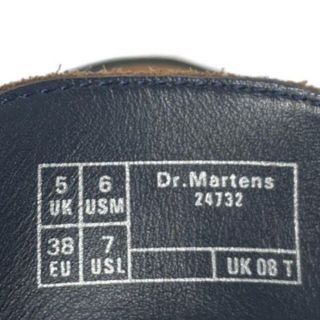 5 UK
6 USM
38 EU
7 USL
Dr.Martens
24732
UK 08 T